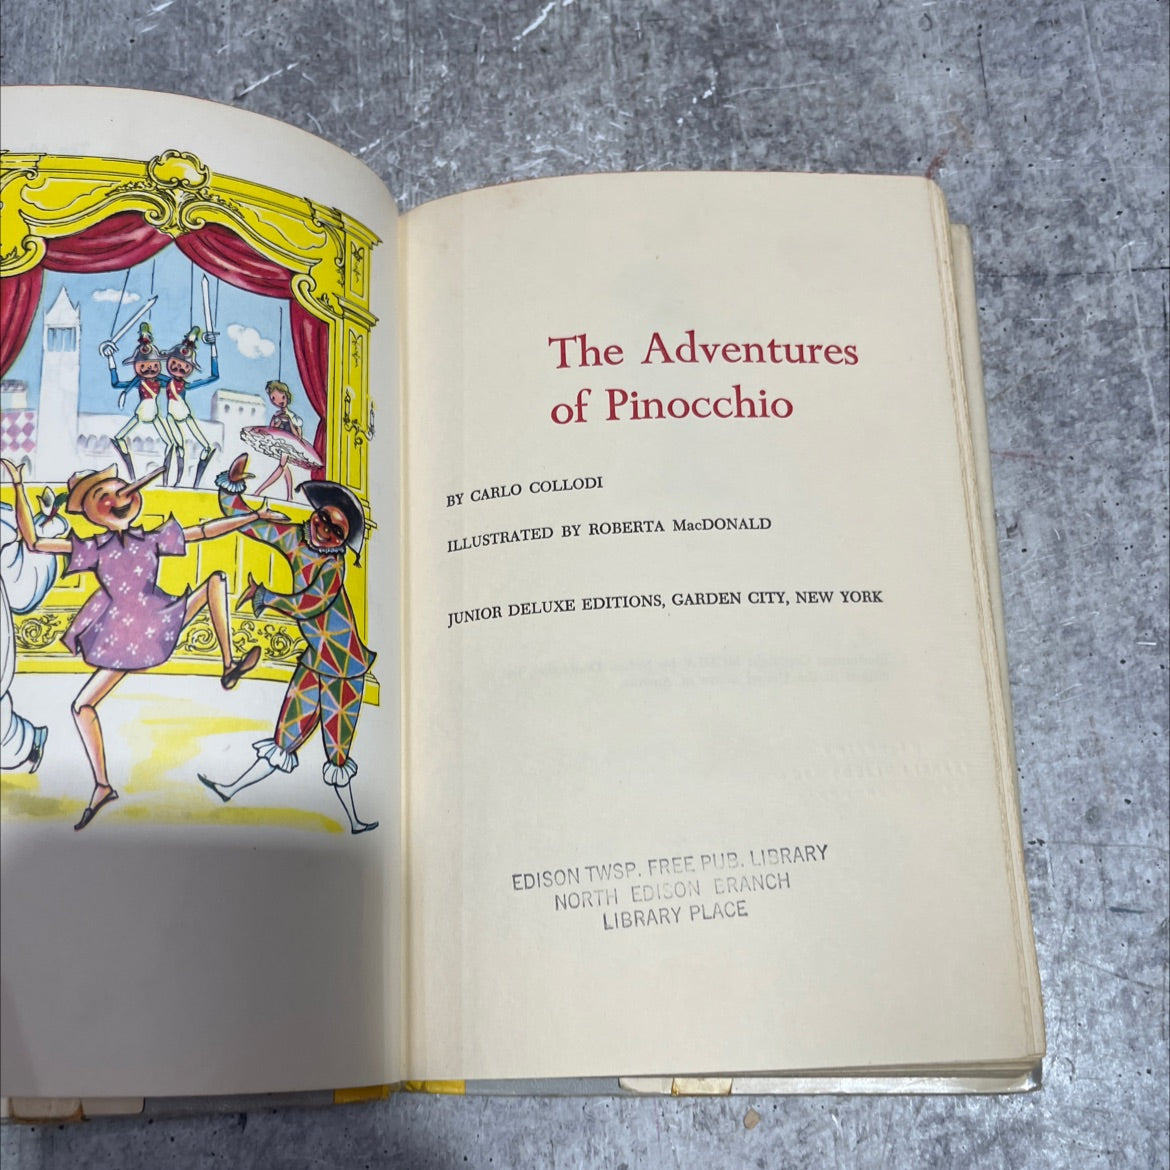 The Adventures
of Pinocchio
BY CARLO COLLODI
ILLUSTRATED BY ROBERTA MacDONALD
JUNIOR DELUXE EDITIONS, GARDEN CITY, NEW YORK
EDISON TWSP. FREE PUB. LIBRARY
NORTH EDISON BRANCH
LIBRARY PLACE